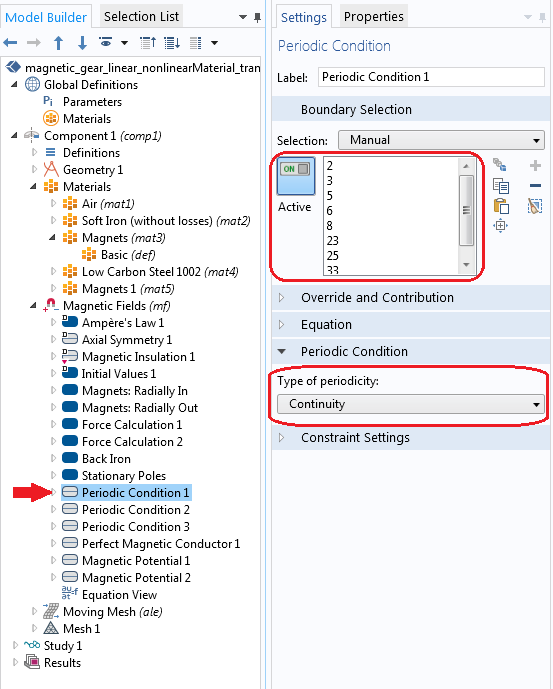 Model Builder
Selection List
magnetic_gear_linear_nonlinearMaterial_tran
Global Definitions
Pi Parameters
Materials
Component 1 (comp1)
Definitions
Geometry 1
Materials
Air (mat1)
Soft Iron (without losses) (mat2)
Magnets (mat3)
Basic (def)
Low Carbon Steel 1002 (mat4)
Magnets 1 (mat5)
Magnetic Fields (mf)
D Ampère's Law 1
Axial Symmetry 1
D Magnetic Insulation 1
D Initial Values 1
Magnets: Radially In
Magnets: Radially Out
Force Calculation 1
Force Calculation 2
Back Iron
Stationary Poles
Periodic Condition 1
Periodic Condition 2
Periodic Condition 3
Perfect Magnetic Conductor 1
Magnetic Potential 1
Magnetic Potential 2
Equation View
Moving Mesh (ale)
Mesh 1
Study 1
Results
Settings
Properties
Periodic Condition
Label: Periodic Condition 1
Boundary Selection
Selection: Manual
ON
Active
2
3
5
6
8
23
25
33
Override and Contribution
Equation
Periodic Condition
Type of periodicity:
Continuity
Constraint Settings